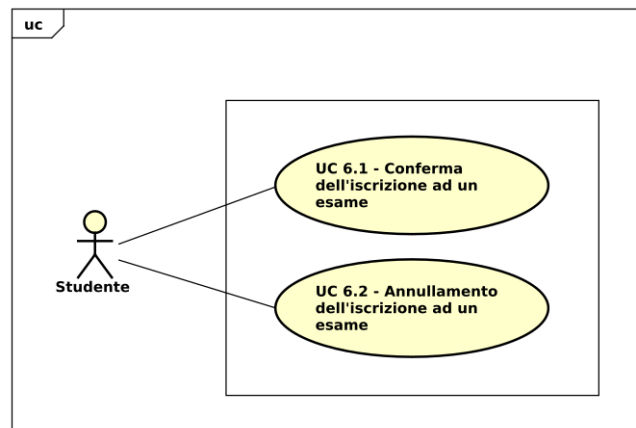 uc
UC 6.1 - Conferma
dell'iscrizione ad un
esame
Studente
UC 6.2 - Annullamento
dell'iscrizione ad un
esame